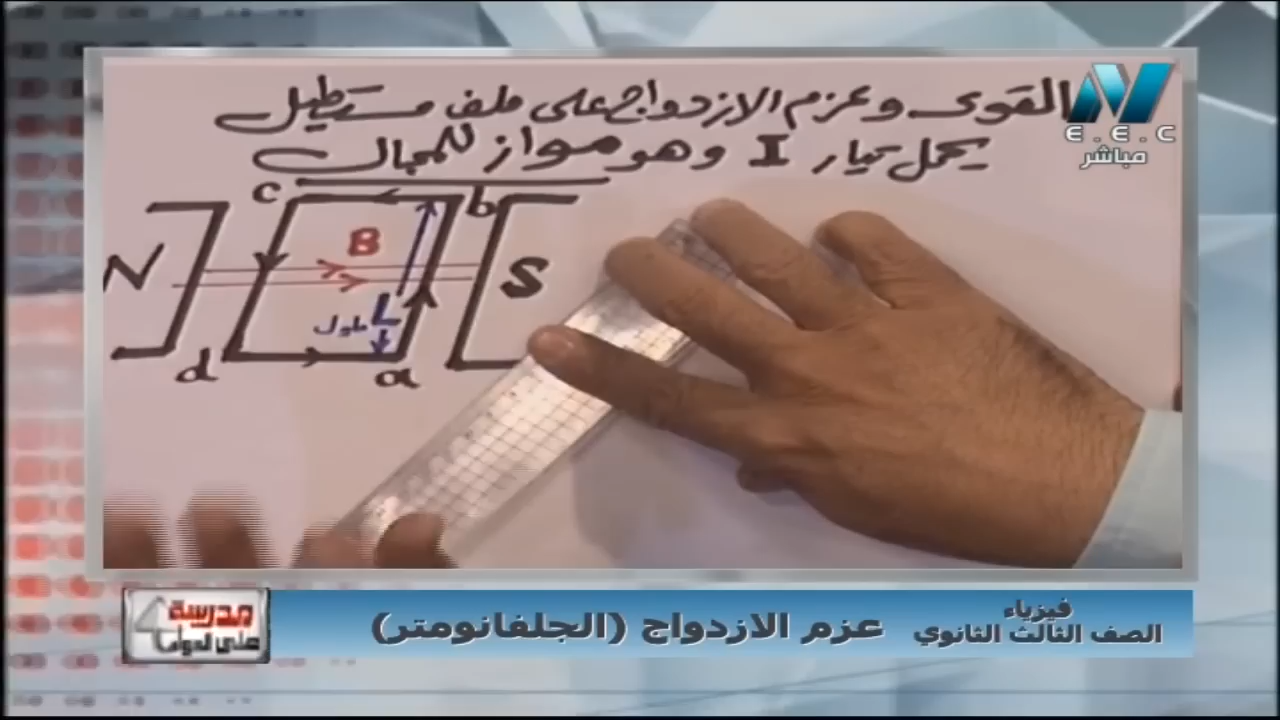 القوى وعزم الازدواج على ملف مستطيل
يحمل تيار I وهو مواز للمجال
E.E.C
مباشر
c b
N B S
طول L
d a
مدرسة
على الهواء
فيزياء
الصف الثالث الثانوي
عزم الازدواج (الجلفانومتر)